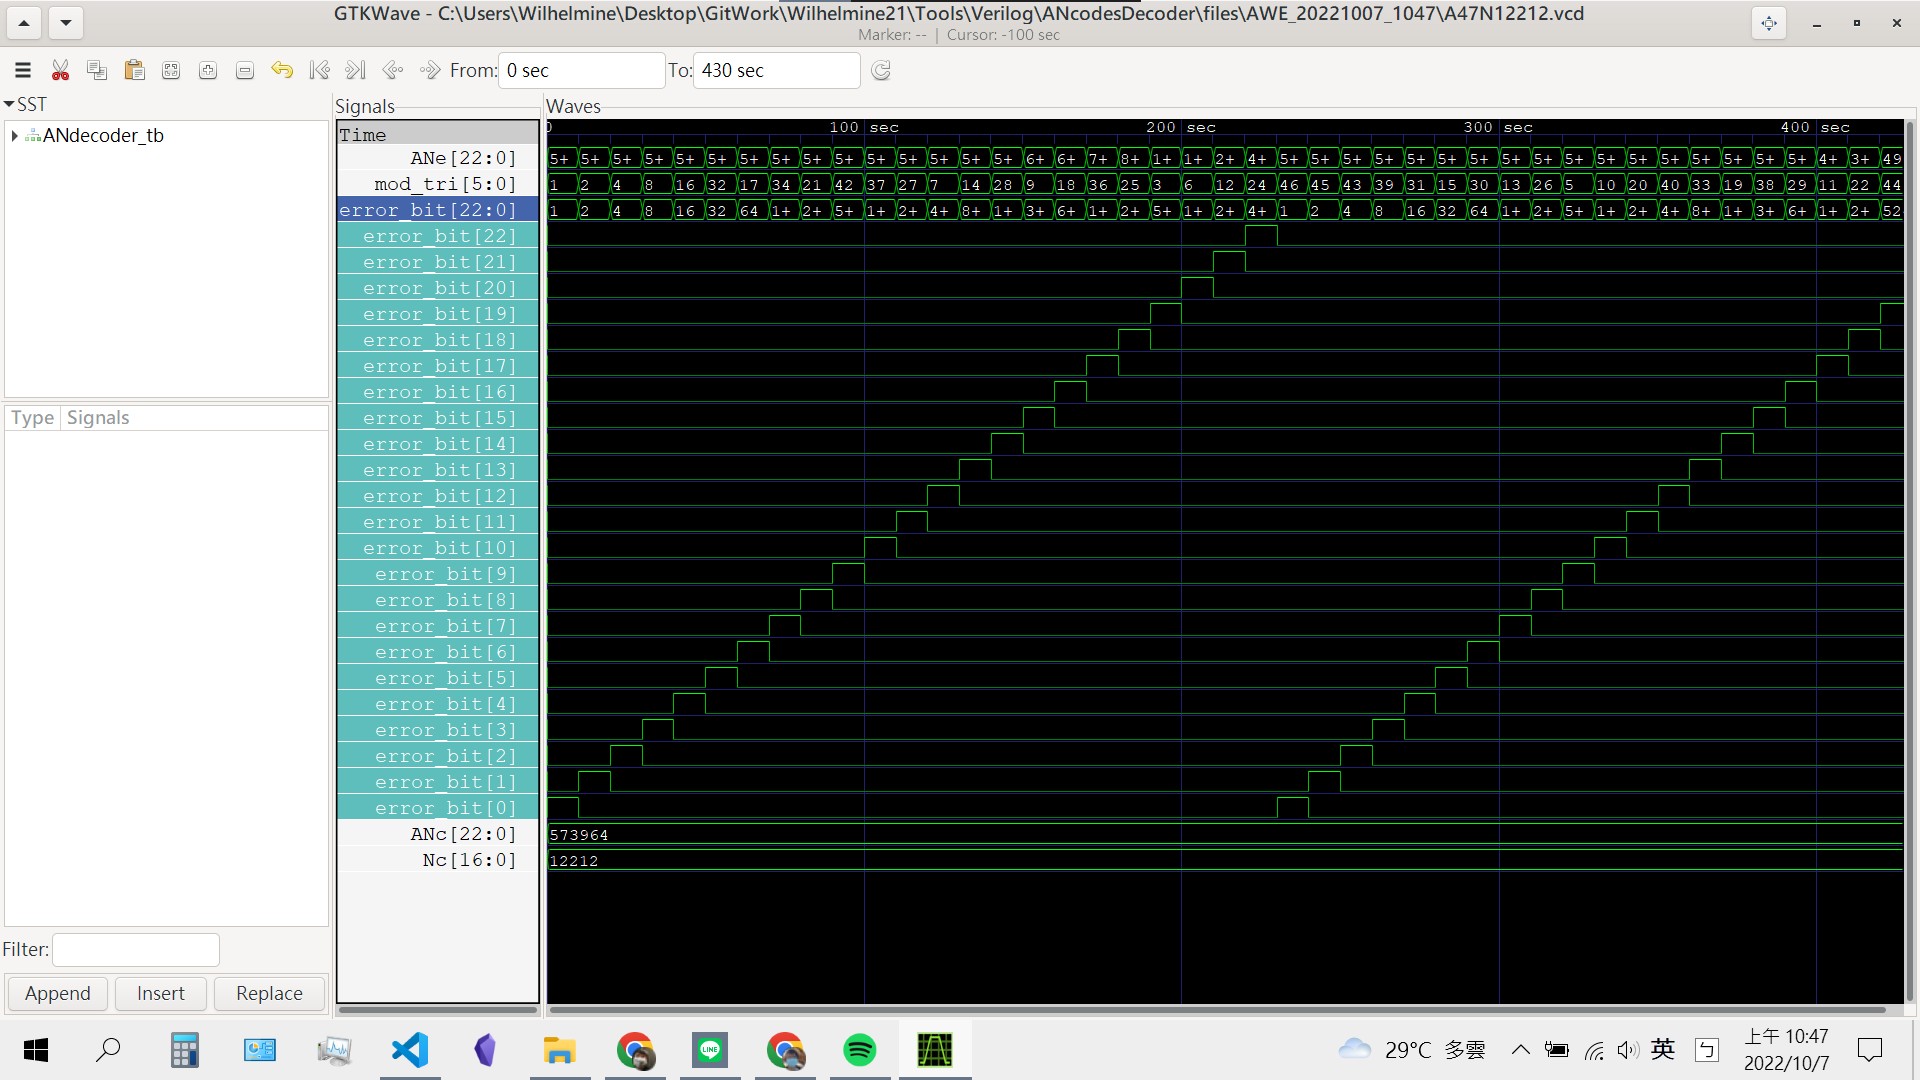 GTKWave - C:\Users\Wilhelmine\Desktop\GitWork\Wilhelmine21\Tools\Verilog\ANcodesDecoder\files\AWE_20221007_1047\A47N12212.vcd
Marker: -- | Cursor: -100 sec
From: 0 sec To: 430 sec
SST
ANdecoder_tb
Type Signals
Filter:
Append Insert Replace
Signals
Time
ANe[22:0]
mod_tri[5:0]
error_bit[22:0]
error_bit[22]
error_bit[21]
error_bit[20]
error_bit[19]
error_bit[18]
error_bit[17]
error_bit[16]
error_bit[15]
error_bit[14]
error_bit[13]
error_bit[12]
error_bit[11]
error_bit[10]
error_bit[9]
error_bit[8]
error_bit[7]
error_bit[6]
error_bit[5]
error_bit[4]
error_bit[3]
error_bit[2]
error_bit[1]
error_bit[0]
ANc[22:0]
Nc[16:0]
Waves
0 100 sec 200 sec 300 sec 400 sec
5+ 5+ 5+ 5+ 5+ 5+ 5+ 5+ 5+ 5+ 5+ 5+ 5+ 5+ 5+ 6+ 6+ 7+ 8+ 1+ 1+ 2+ 4+ 5+ 5+ 5+ 5+ 5+ 5+ 5+ 5+ 5+ 5+ 5+ 5+ 5+ 5+ 5+ 5+ 5+ 4+ 3+ 49
1 2 4 8 16 32 17 34 21 42 37 27 7 14 28 9 18 36 25 3 6 12 24 46 45 43 39 31 15 30 13 26 5 10 20 40 33 19 38 29 11 22 44
1 2 4 8 16 32 64 1+ 2+ 5+ 1+ 2+ 4+ 8+ 1+ 3+ 6+ 1+ 2+ 5+ 1+ 2+ 4+ 1 2 4 8 16 32 64 1+ 2+ 5+ 1+ 2+ 4+ 8+ 1+ 3+ 6+ 1+ 2+ 52
573964
12212
29°C 多雲
英
ㄅ
上午 10:47
2022/10/7
LINE